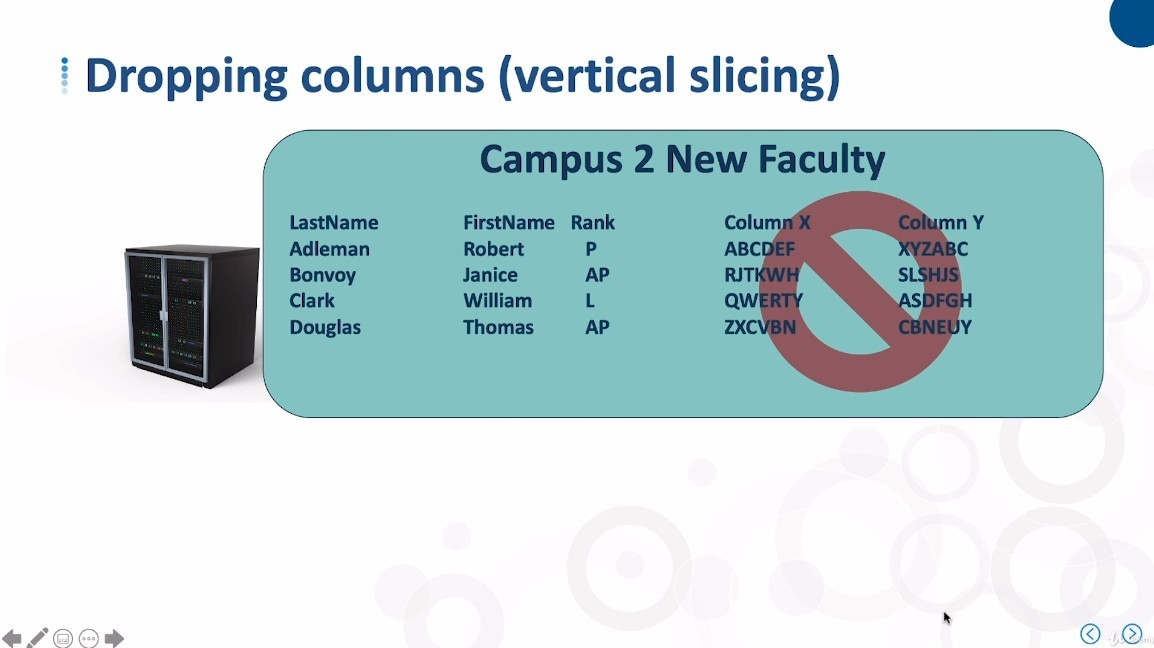 Dropping columns (vertical slicing)
Campus 2 New Faculty
LastName FirstName Rank Column X Column Y
Adleman Robert P ABCDEF XYZABC
Bonvoy Janice AP RJTKWH SLSHJS
Clark William L QWERTY ASDFGH
Douglas Thomas AP ZXCVBN CBNEUY